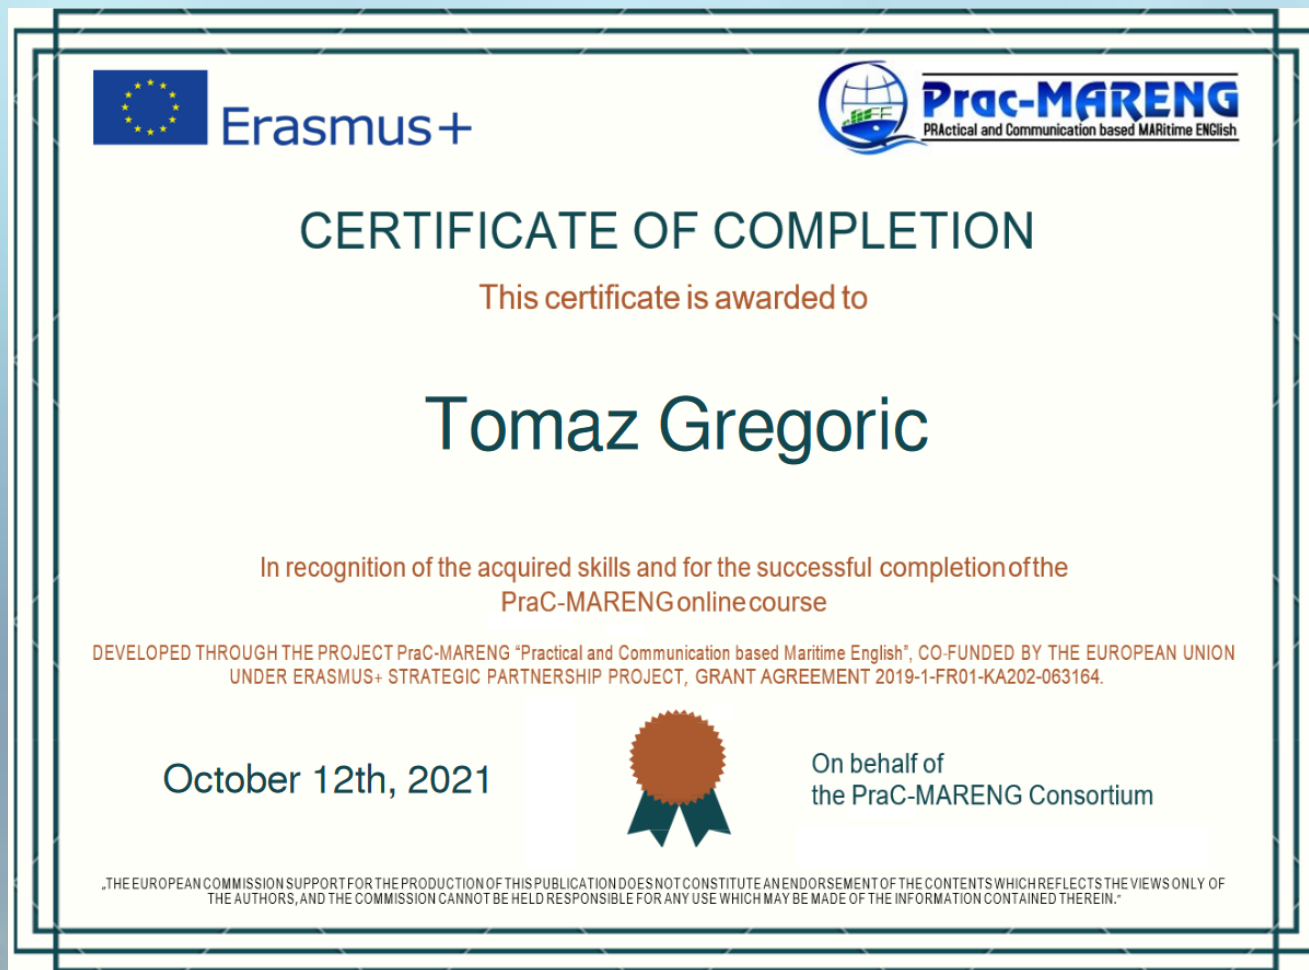 Erasmus+
Prac-MARENG
PRActical and Communication based MARitime ENGlish
CERTIFICATE OF COMPLETION
This certificate is awarded to
Tomaz Gregoric
In recognition of the acquired skills and for the successful completion of the
PraC-MARENG online course
DEVELOPED THROUGH THE PROJECT PraC-MARENG “Practical and Communication based Maritime English”, CO-FUNDED BY THE EUROPEAN UNION
UNDER ERASMUS+ STRATEGIC PARTNERSHIP PROJECT, GRANT AGREEMENT 2019-1-FR01-KA202-063164.
October 12th, 2021
On behalf of
the PraC-MARENG Consortium
„THE EUROPEAN COMMISSION SUPPORT FOR THE PRODUCTION OF THIS PUBLICATION DOES NOT CONSTITUTE AN ENDORSEMENT OF THE CONTENTS WHICH REFLECTS THE VIEWS ONLY OF
THE AUTHORS, AND THE COMMISSION CANNOT BE HELD RESPONSIBLE FOR ANY USE WHICH MAY BE MADE OF THE INFORMATION CONTAINED THEREIN.“